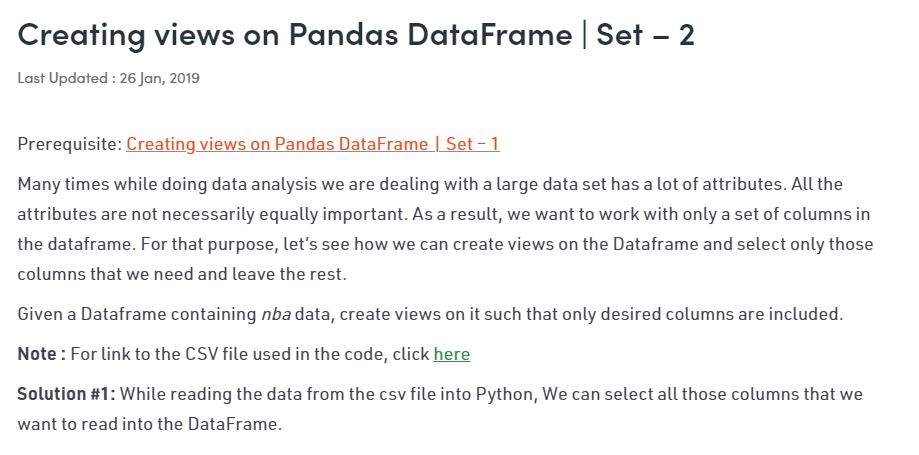 Creating views on Pandas DataFrame | Set – 2
Last Updated : 26 Jan, 2019
Prerequisite: Creating views on Pandas DataFrame | Set – 1
Many times while doing data analysis we are dealing with a large data set has a lot of attributes. All the
attributes are not necessarily equally important. As a result, we want to work with only a set of columns in
the dataframe. For that purpose, let’s see how we can create views on the Dataframe and select only those
columns that we need and leave the rest.
Given a Dataframe containing nba data, create views on it such that only desired columns are included.
Note : For link to the CSV file used in the code, click here
Solution #1: While reading the data from the csv file into Python, We can select all those columns that we
want to read into the DataFrame.